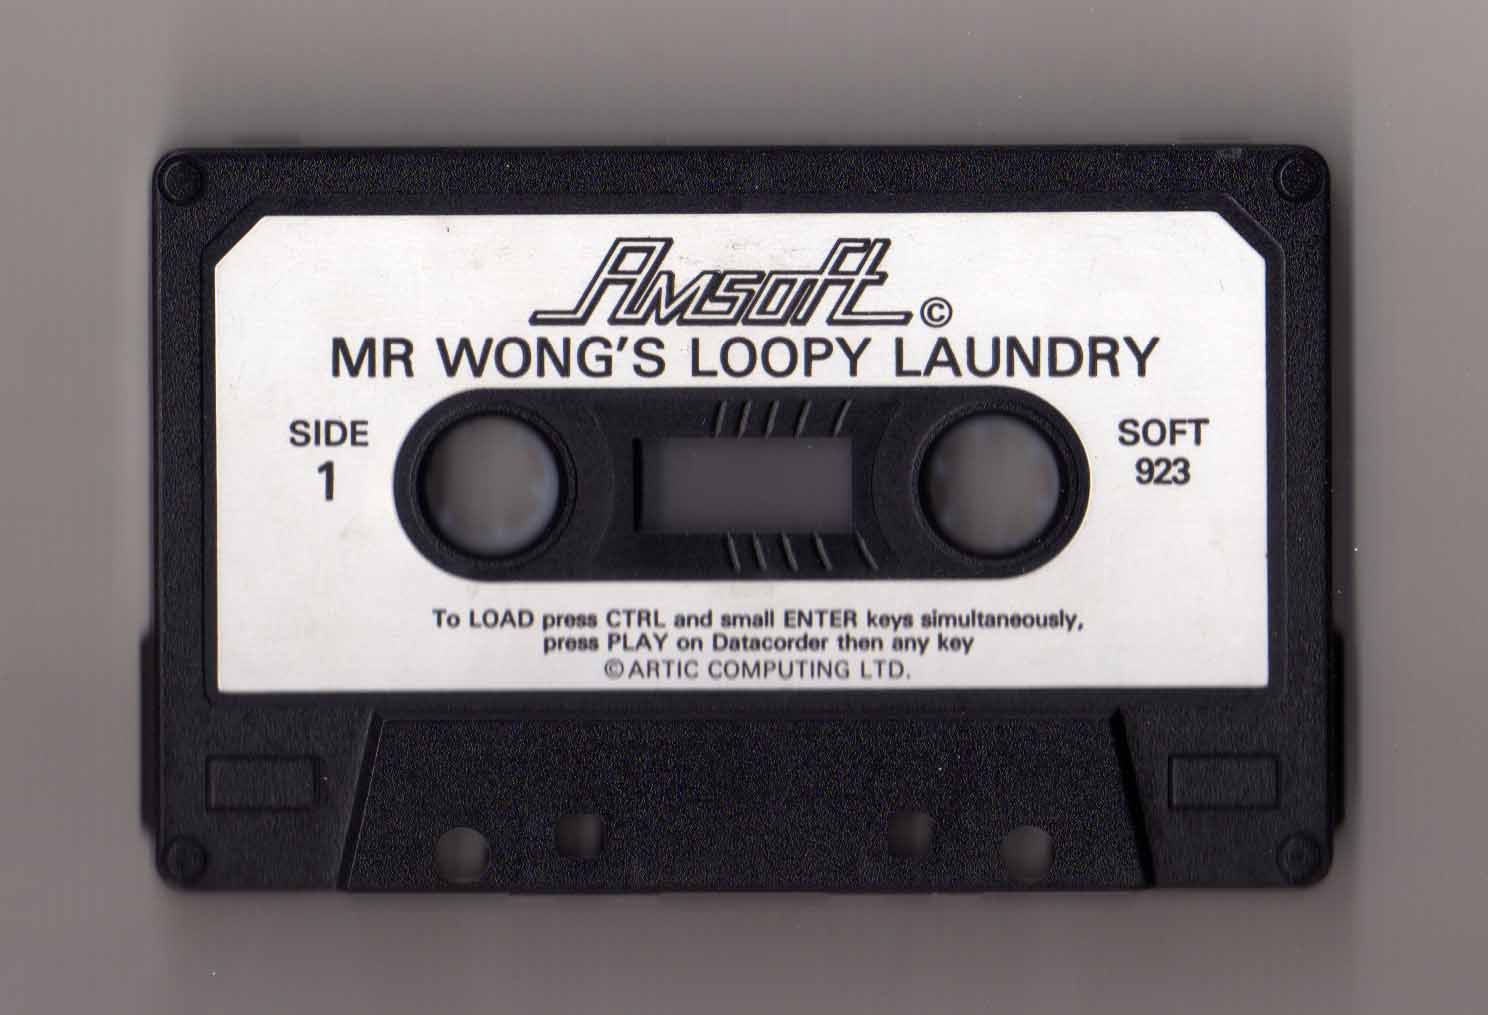 Amsoft ©
MR WONG'S LOOPY LAUNDRY
SIDE
1
SOFT
923
To LOAD press CTRL and small ENTER keys simultaneously,
press PLAY on Datacorder then any key
© ARTIC COMPUTING LTD.